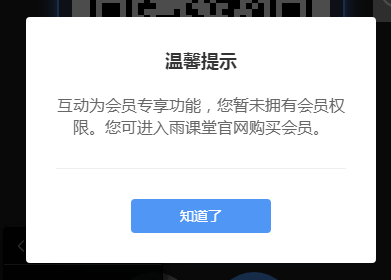 温馨提示
互动为会员专享功能，您暂未拥有会员权
限。您可进入雨课堂官网购买会员。
知道了